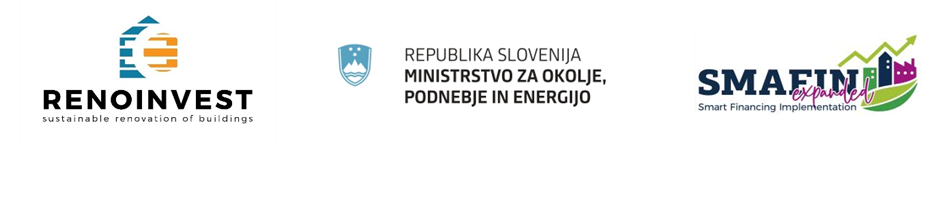 RENOINVEST
sustainable renovation of buildings
REPUBLIKA SLOVENIJA
MINISTRSTVO ZA OKOLJE,
PODNEBJE IN ENERGIJO
SMAFIN
expanded
Smart Financing Implementation